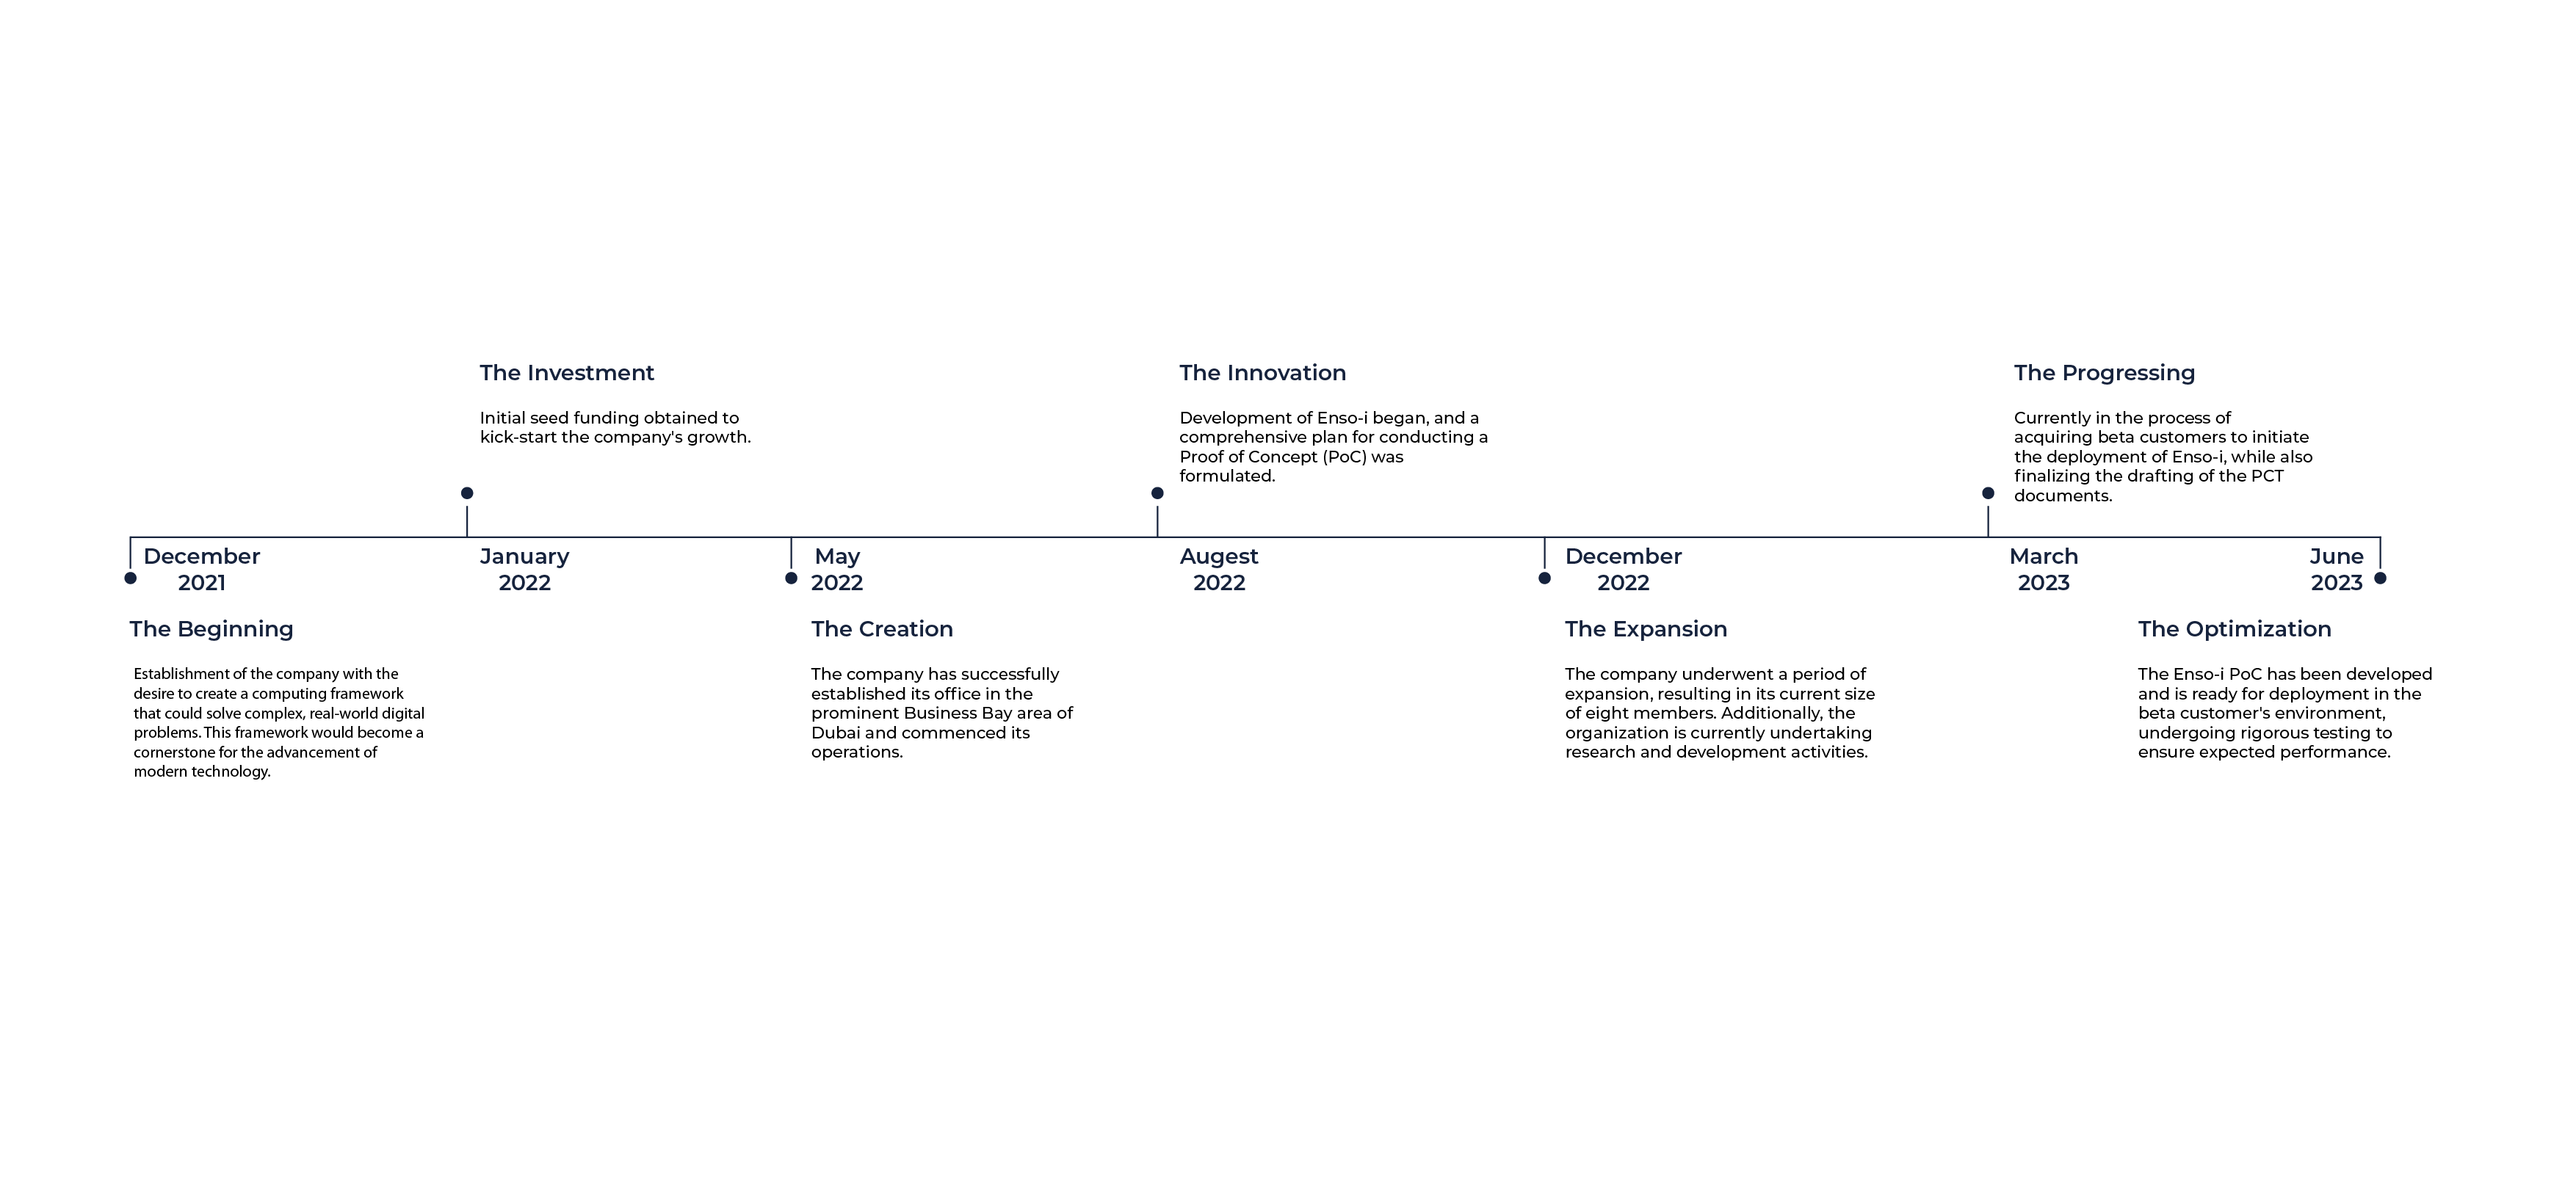 The Investment
Initial seed funding obtained to
kick-start the company's growth.
The Innovation
Development of Enso-i began, and a
comprehensive plan for conducting a
Proof of Concept (PoC) was
formulated.
The Progressing
Currently in the process of
acquiring beta customers to initiate
the deployment of Enso-i, while also
finalizing the drafting of the PCT
documents.
December
2021
January
2022
May
2022
Augest
2022
December
2022
March
2023
June
2023
The Beginning
Establishment of the company with the
desire to create a computing framework
that could solve complex, real-world digital
problems. This framework would become a
cornerstone for the advancement of
modern technology.
The Creation
The company has successfully
established its office in the
prominent Business Bay area of
Dubai and commenced its
operations.
The Expansion
The company underwent a period of
expansion, resulting in its current size
of eight members. Additionally, the
organization is currently undertaking
research and development activities.
The Optimization
The Enso-i PoC has been developed
and is ready for deployment in the
beta customer's environment,
undergoing rigorous testing to
ensure expected performance.